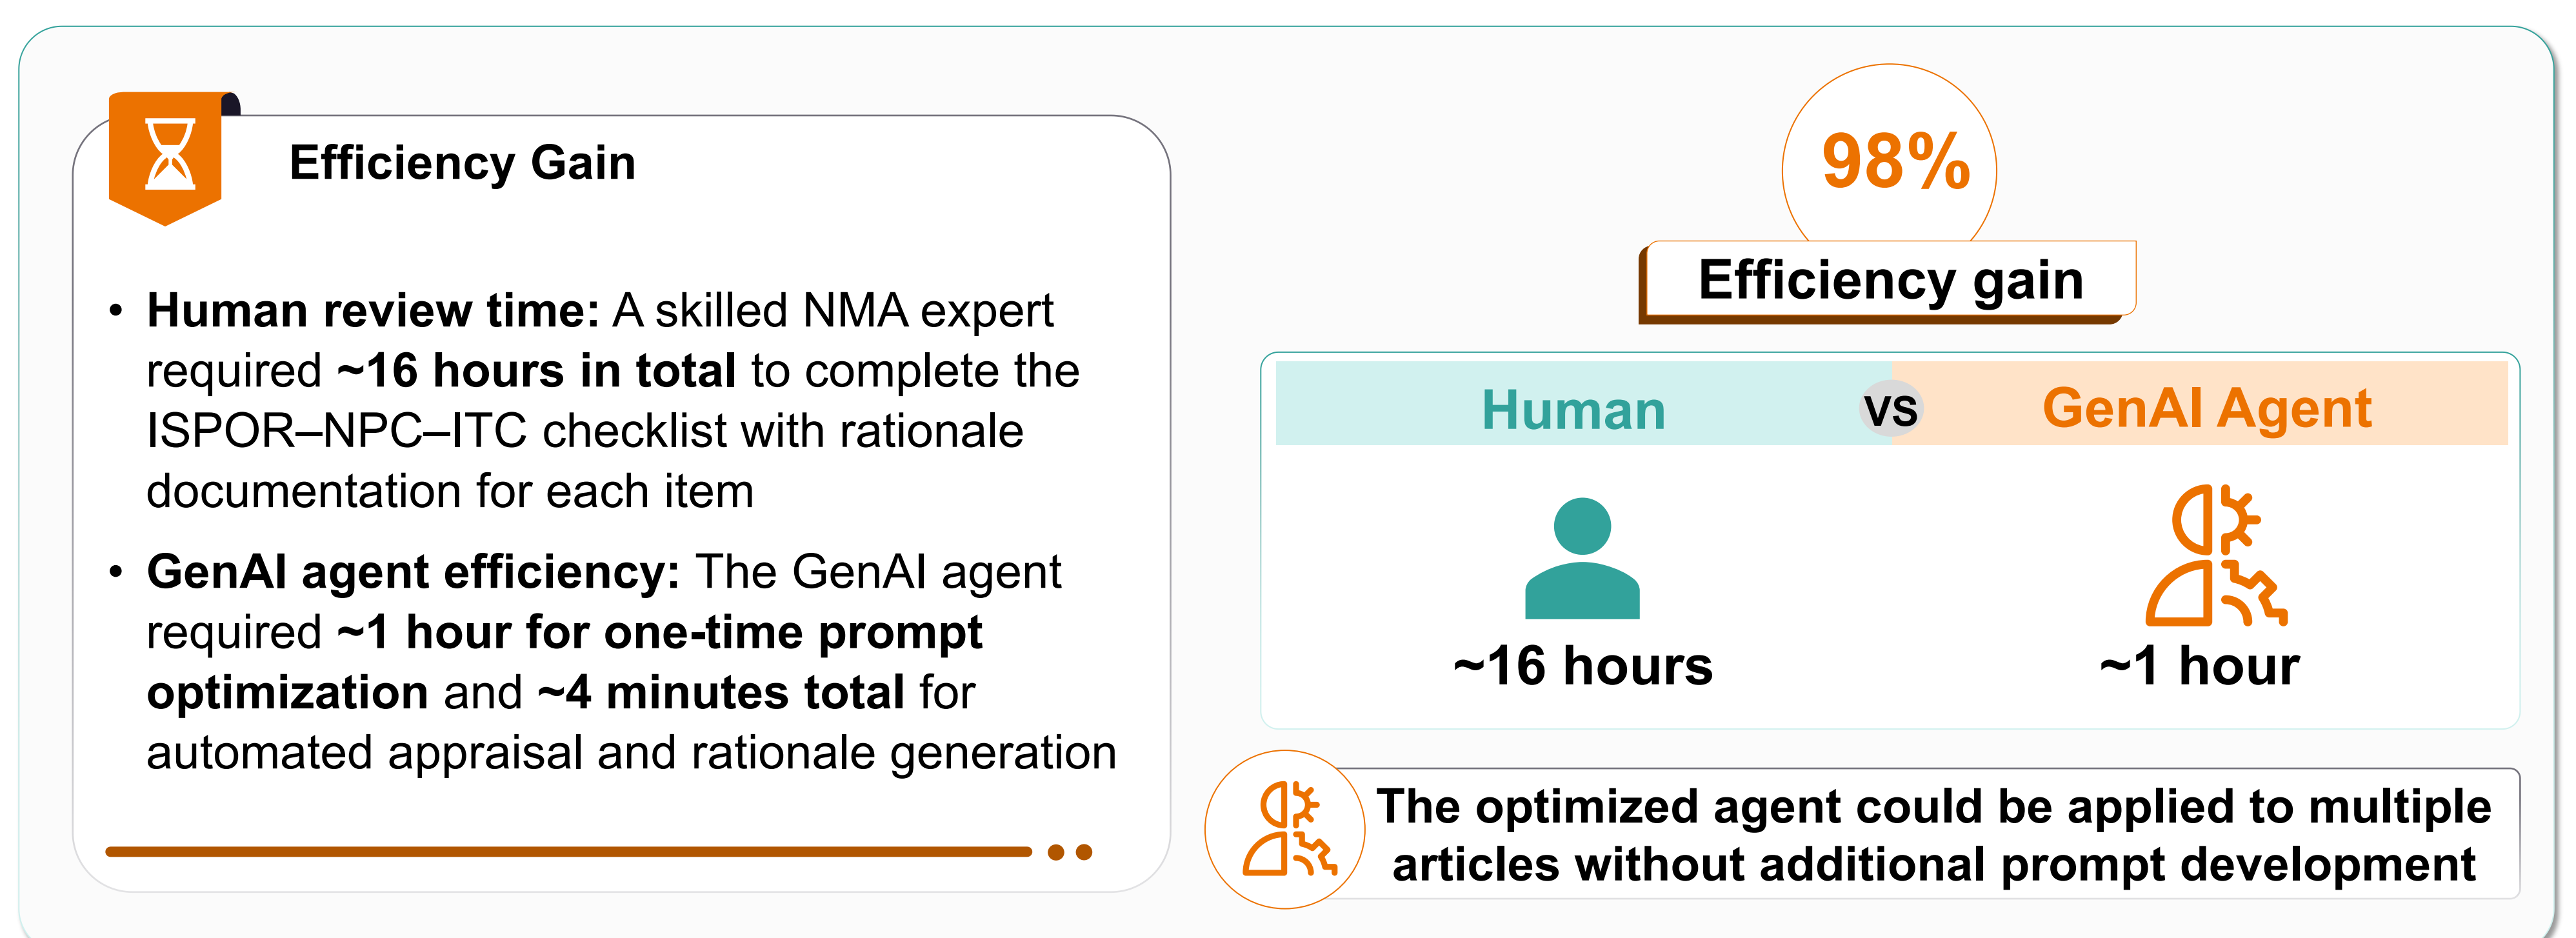 Efficiency Gain
• Human review time: A skilled NMA expert
required ~16 hours in total to complete the
ISPOR–NPC–ITC checklist with rationale
documentation for each item
• GenAI agent efficiency: The GenAI agent
required ~1 hour for one-time prompt
optimization and ~4 minutes total for
automated appraisal and rationale generation
98%
Efficiency gain
Human VS GenAI Agent
~16 hours ~1 hour
The optimized agent could be applied to multiple
articles without additional prompt development